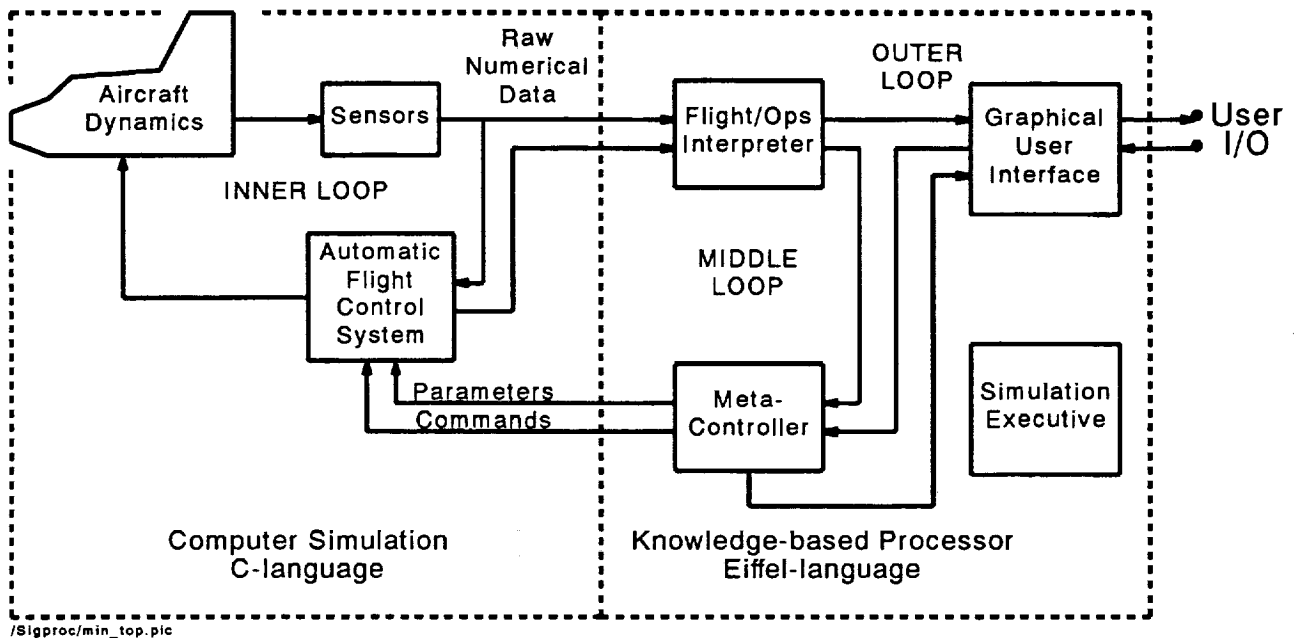 Aircraft
Dynamics
Sensors
Raw
Numerical
Data
Flight/Ops
Interpreter
OUTER
LOOP
Graphical
User
Interface
User
I/O
INNER LOOP
Automatic
Flight
Control
System
MIDDLE
LOOP
Parameters
Commands
Meta-
Controller
Simulation
Executive
Computer Simulation
C-language
Knowledge-based Processor
Eiffel-language
/Sigproc/min_top.pic